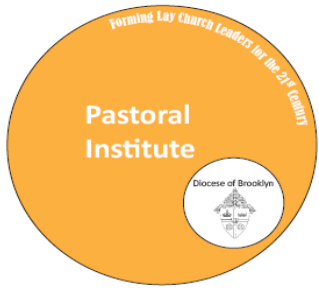 Forming Lay Church Leaders for the 21st Century
Pastoral
Institute
Diocese of Brooklyn